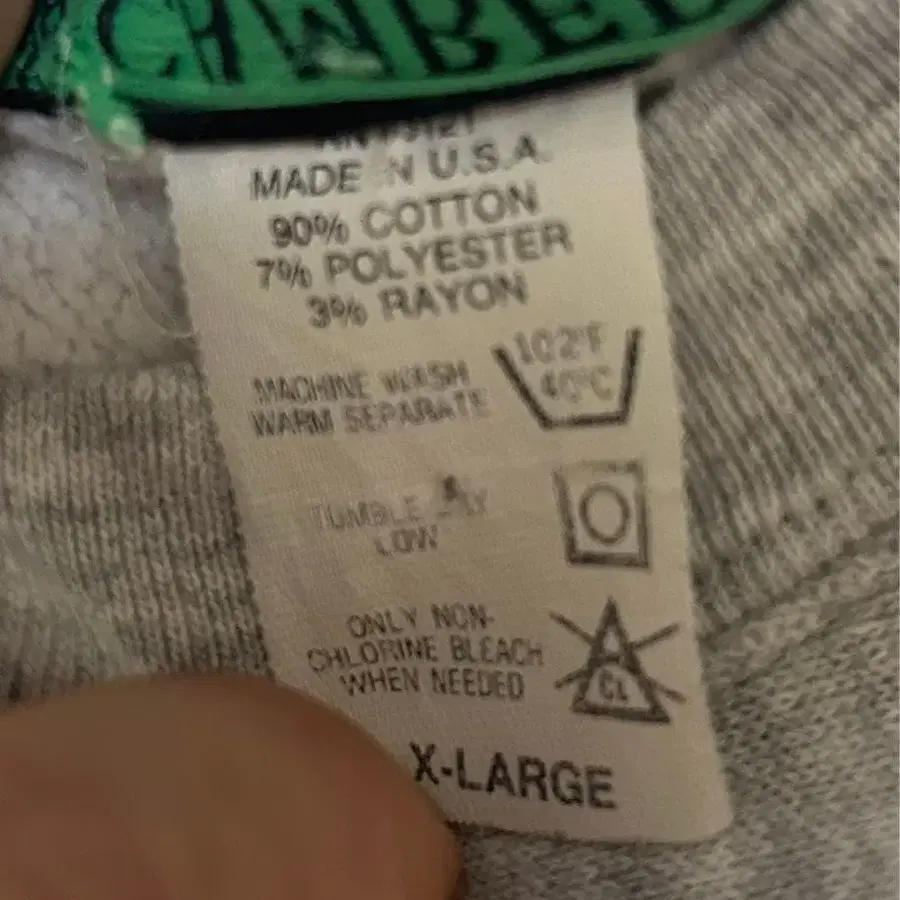 MADE IN U.S.A.
90% COTTON
7% POLYESTER
3% RAYON
MACHINE WASH
WARM SEPARATE
102°F
40°C
TUMBLE DRY
LOW
ONLY NON-
CHLORINE BLEACH
WHEN NEEDED
CL
X-LARGE